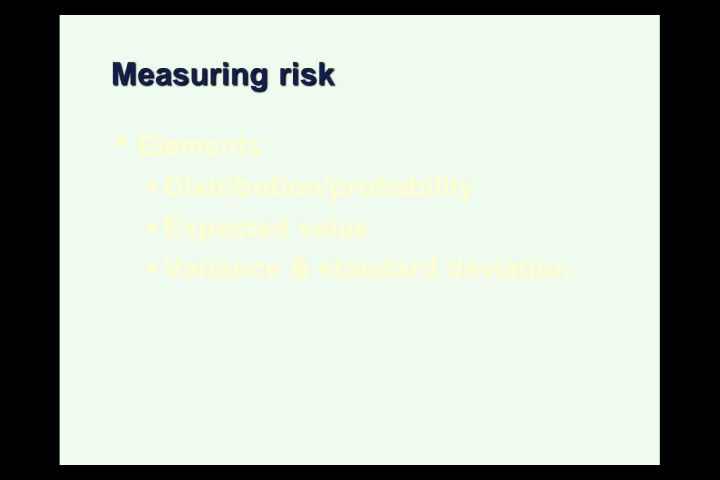 Measuring risk
• Elements
• Distribution/probability
• Expected value
• Variance & standard deviation